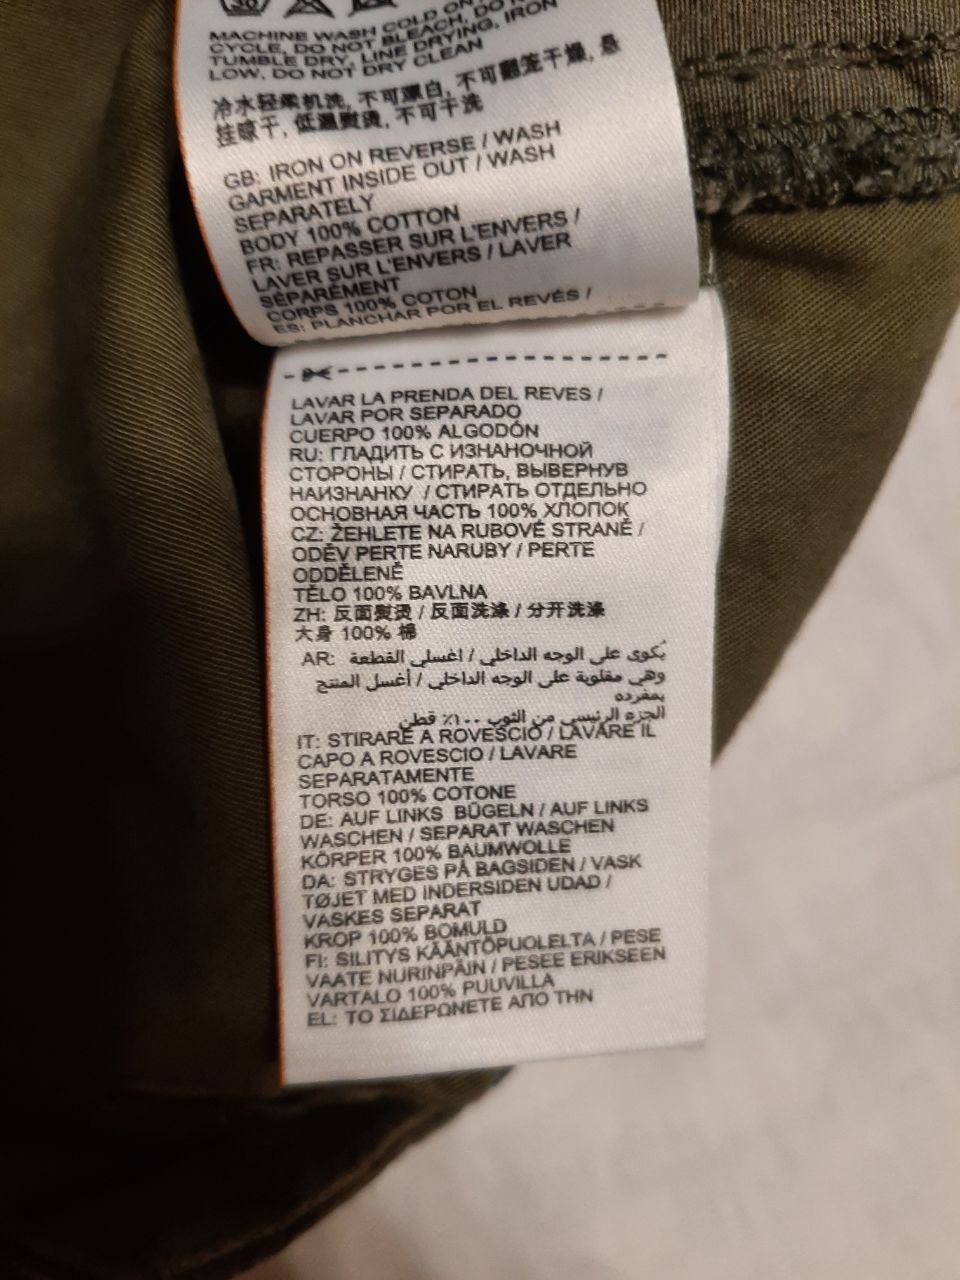 30
MACHINE WASH COLD ON
CYCLE, DO NOT BLEACH, DO NOT
TUMBLE DRY, LINE DRYING, IRON
LOW, DO NOT DRY CLEAN
冷水轻柔机洗, 不可漂白, 不可翻笼干燥, 悬
挂晾干, 低温熨烫, 不可干洗
GB: IRON ON REVERSE / WASH
GARMENT INSIDE OUT / WASH
SEPARATELY
BODY 100% COTTON
FR: REPASSER SUR L'ENVERS /
LAVER SUR L'ENVERS / LAVER
SÉPARÉMENT
CORPS 100% COTON
ES: PLANCHAR POR EL REVÉS /
LAVAR LA PRENDA DEL REVES /
LAVAR POR SEPARADO
CUERPO 100% ALGODÓN
RU: ГЛАДИТЬ С ИЗНАНОЧНОЙ
СТОРОНЫ / СТИРАТЬ, ВЫВЕРНУВ
НАИЗНАНКУ / СТИРАТЬ ОТДЕЛЬНО
ОСНОВНАЯ ЧАСТЬ 100% ХЛОПОК
CZ: ŽEHLETE NA RUBOVÉ STRANĚ /
ODĚV PERTE NARUBY / PERTE
ODDĚLENĚ
TĚLO 100% BAVLNA
ZH: 反面熨烫 / 反面洗涤 / 分开洗涤
大身 100% 棉
AR: يُكوى على الوجه الداخلي / اغسلي القطعة
وهي مقلوبة على الوجه الداخلي / أغسل المنتج
بمفرده
الجزء الرئيسي من الثوب ١٠٠٪ قطن
IT: STIRARE A ROVESCIO / LAVARE IL
CAPO A ROVESCIO / LAVARE
SEPARATAMENTE
TORSO 100% COTONE
DE: AUF LINKS BÜGELN / AUF LINKS
WASCHEN / SEPARAT WASCHEN
KÖRPER 100% BAUMWOLLE
DA: STRYGES PÅ BAGSIDEN / VASK
TØJET MED INDERSIDEN UDAD /
VASKES SEPARAT
KROP 100% BOMULD
FI: SILITYS KÄÄNTÖPUOLELTA / PESE
VAATE NURINPÄIN / PESEE ERIKSEEN
VARTALO 100% PUUVILLA
EL: ΤΟ ΣΙΔΕΡΩΝΕΤΕ ΑΠΟ ΤΗΝ